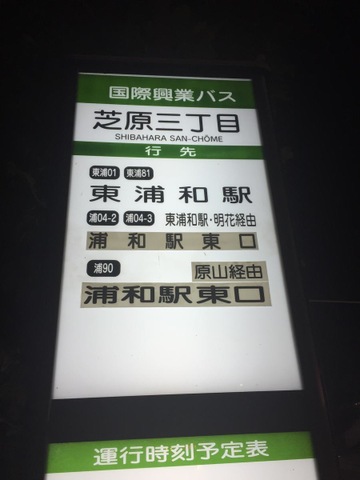 国際興業バス
芝原三丁目
SHIBAHARA SAN-CHŌME
行先
東浦01 東浦81
東浦和駅
浦04-2 浦04-3 東浦和駅・明花経由
浦和駅東口
浦90 原山経由
浦和駅東口
運行時刻予定表